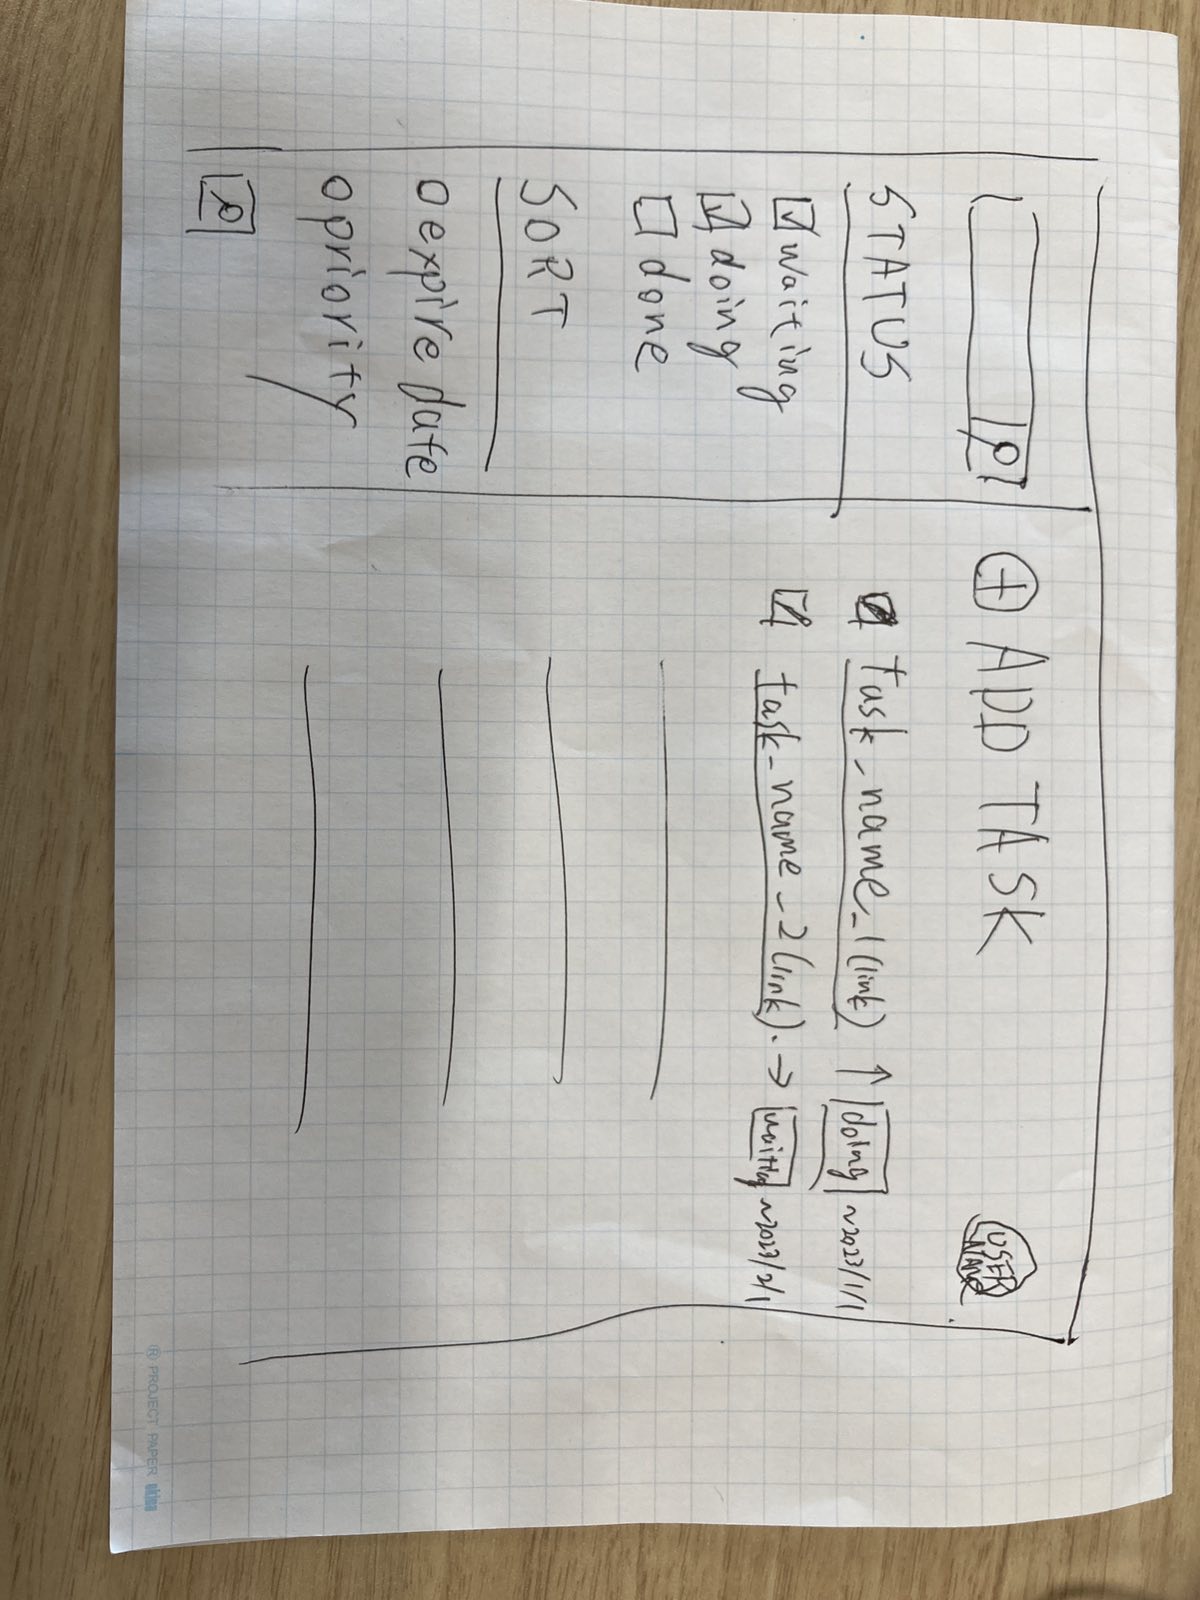 STATUS
waiting
doing
done
SORT
expire date
priority
ADD TASK
USER NAME
task_name_1(link) ↑ doing ~2023/1/1
task_name_2(link). → waiting ~2023/2/1
PROJECT PAPER